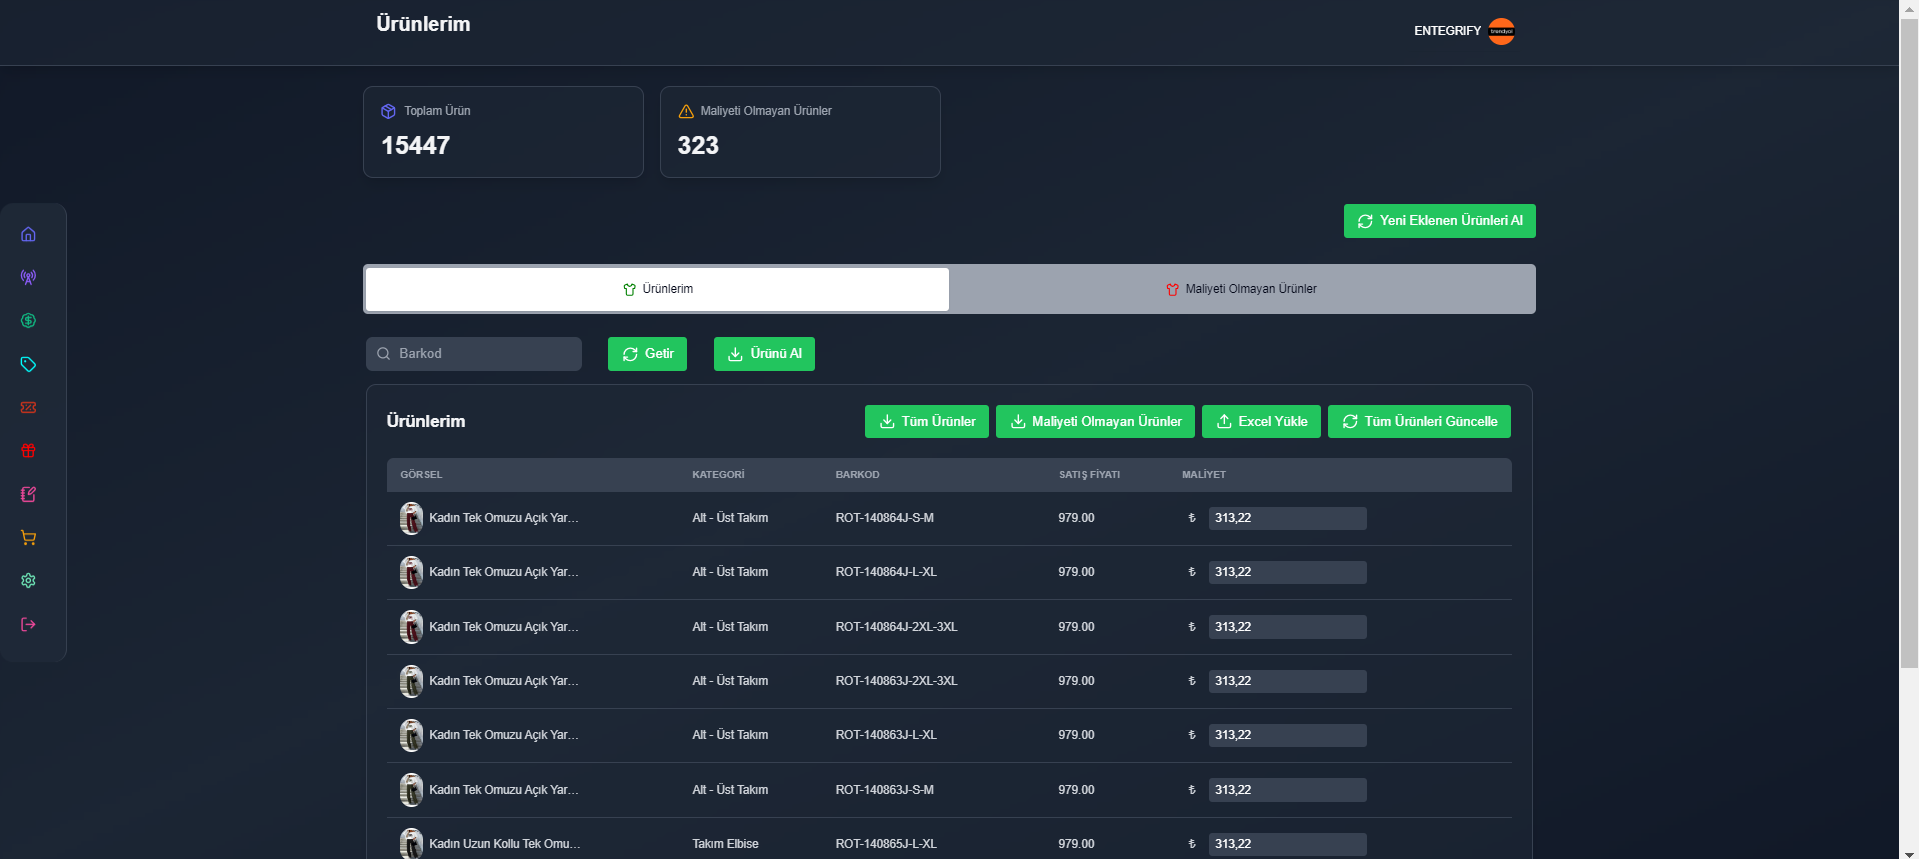 Ürünlerim
ENTEGRIFY
trendyol
Toplam Ürün
15447
Maliyeti Olmayan Ürünler
323
Yeni Eklenen Ürünleri Al
Ürünlerim
Maliyeti Olmayan Ürünler
Barkod
Getir
Ürünü Al
Ürünlerim
Tüm Ürünler
Maliyeti Olmayan Ürünler
Excel Yükle
Tüm Ürünleri Güncelle
GÖRSEL KATEGORİ BARKOD SATIŞ FİYATI MALİYET
Kadın Tek Omuzu Açık Yar... Alt - Üst Takım ROT-140864J-S-M 979.00 ₺ 313,22
Kadın Tek Omuzu Açık Yar... Alt - Üst Takım ROT-140864J-L-XL 979.00 ₺ 313,22
Kadın Tek Omuzu Açık Yar... Alt - Üst Takım ROT-140864J-2XL-3XL 979.00 ₺ 313,22
Kadın Tek Omuzu Açık Yar... Alt - Üst Takım ROT-140863J-2XL-3XL 979.00 ₺ 313,22
Kadın Tek Omuzu Açık Yar... Alt - Üst Takım ROT-140863J-L-XL 979.00 ₺ 313,22
Kadın Tek Omuzu Açık Yar... Alt - Üst Takım ROT-140863J-S-M 979.00 ₺ 313,22
Kadın Uzun Kollu Tek Omu... Takım Elbise ROT-140865J-L-XL 979.00 ₺ 313,22